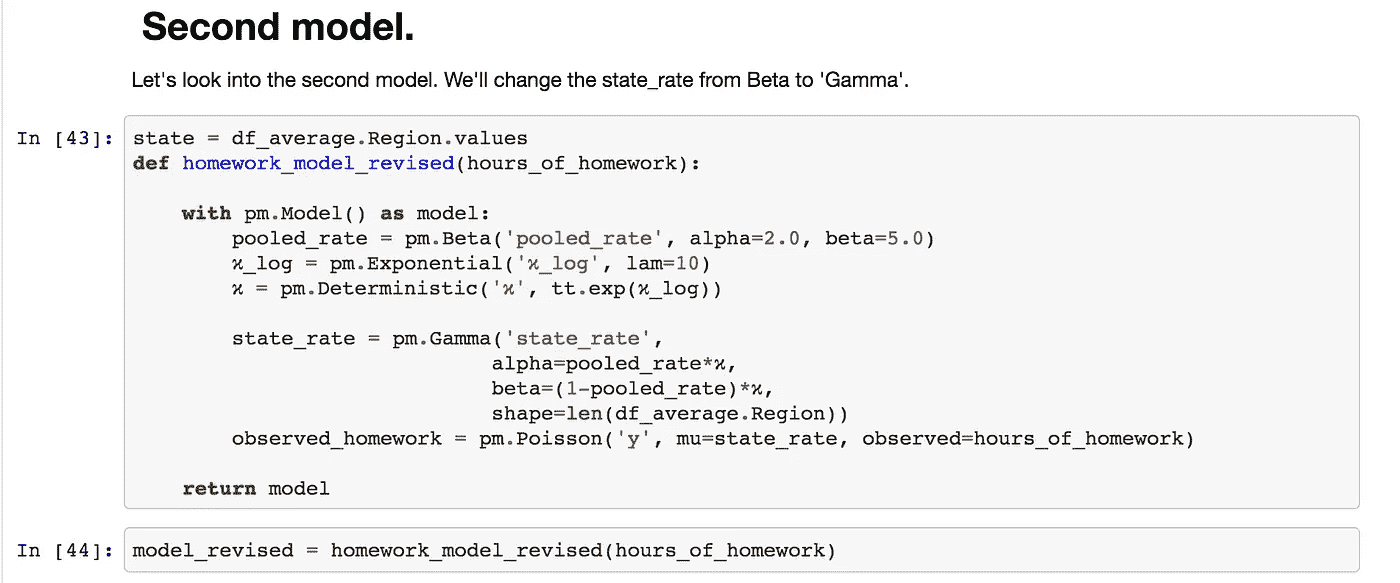 Second model.
Let's look into the second model. We'll change the state_rate from Beta to 'Gamma'.
In [43]: state = df_average.Region.values
def homework_model_revised(hours_of_homework):
with pm.Model() as model:
pooled_rate = pm.Beta('pooled_rate', alpha=2.0, beta=5.0)
ϰ_log = pm.Exponential('ϰ_log', lam=10)
ϰ = pm.Deterministic('ϰ', tt.exp(ϰ_log))
state_rate = pm.Gamma('state_rate',
alpha=pooled_rate*ϰ,
beta=(1-pooled_rate)*ϰ,
shape=len(df_average.Region))
observed_homework = pm.Poisson('y', mu=state_rate, observed=hours_of_homework)
return model
In [44]: model_revised = homework_model_revised(hours_of_homework)